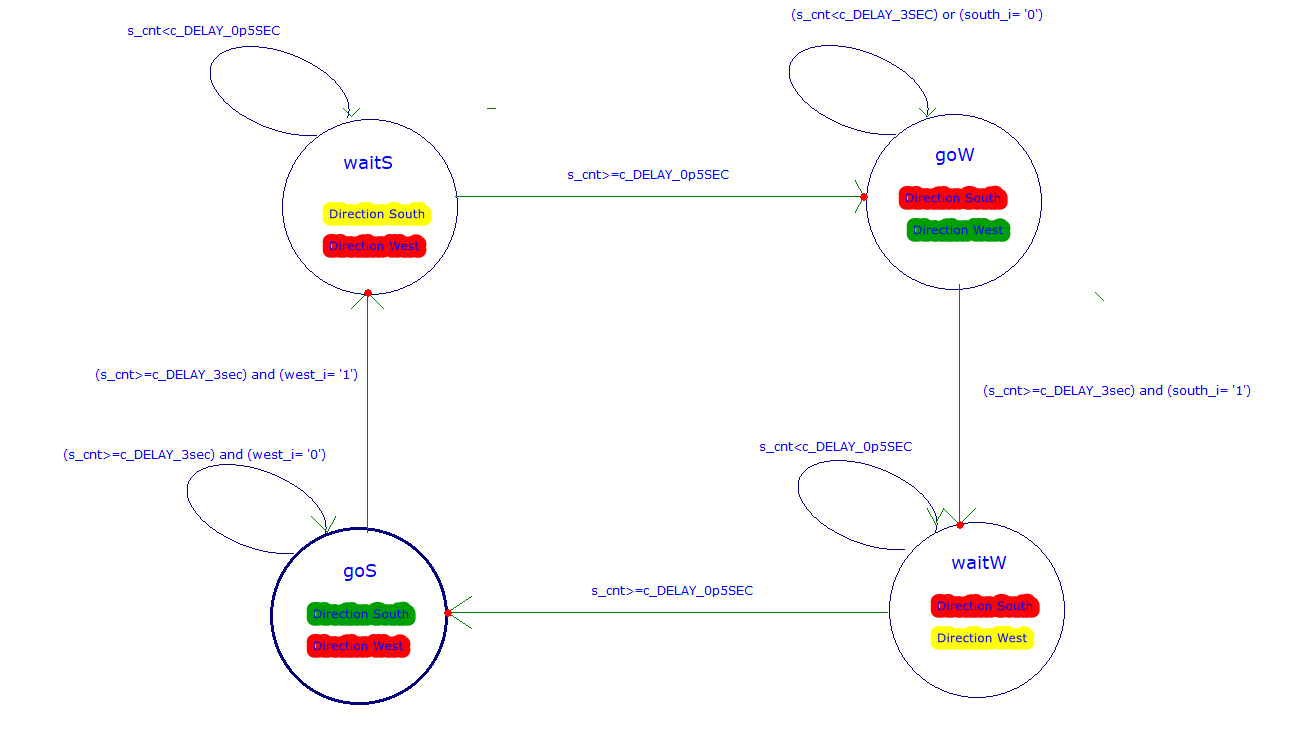 (s_cnt<c_DELAY_3SEC) or (south_i= '0')
s_cnt<c_DELAY_0p5SEC
waitS
Direction South
Direction West
s_cnt>=c_DELAY_0p5SEC
goW
Direction South
Direction West
(s_cnt>=c_DELAY_3sec) and (west_i= '1')
(s_cnt>=c_DELAY_3sec) and (south_i= '1')
(s_cnt>=c_DELAY_3sec) and (west_i= '0')
s_cnt<c_DELAY_0p5SEC
goS
Direction South
Direction West
s_cnt>=c_DELAY_0p5SEC
waitW
Direction South
Direction West